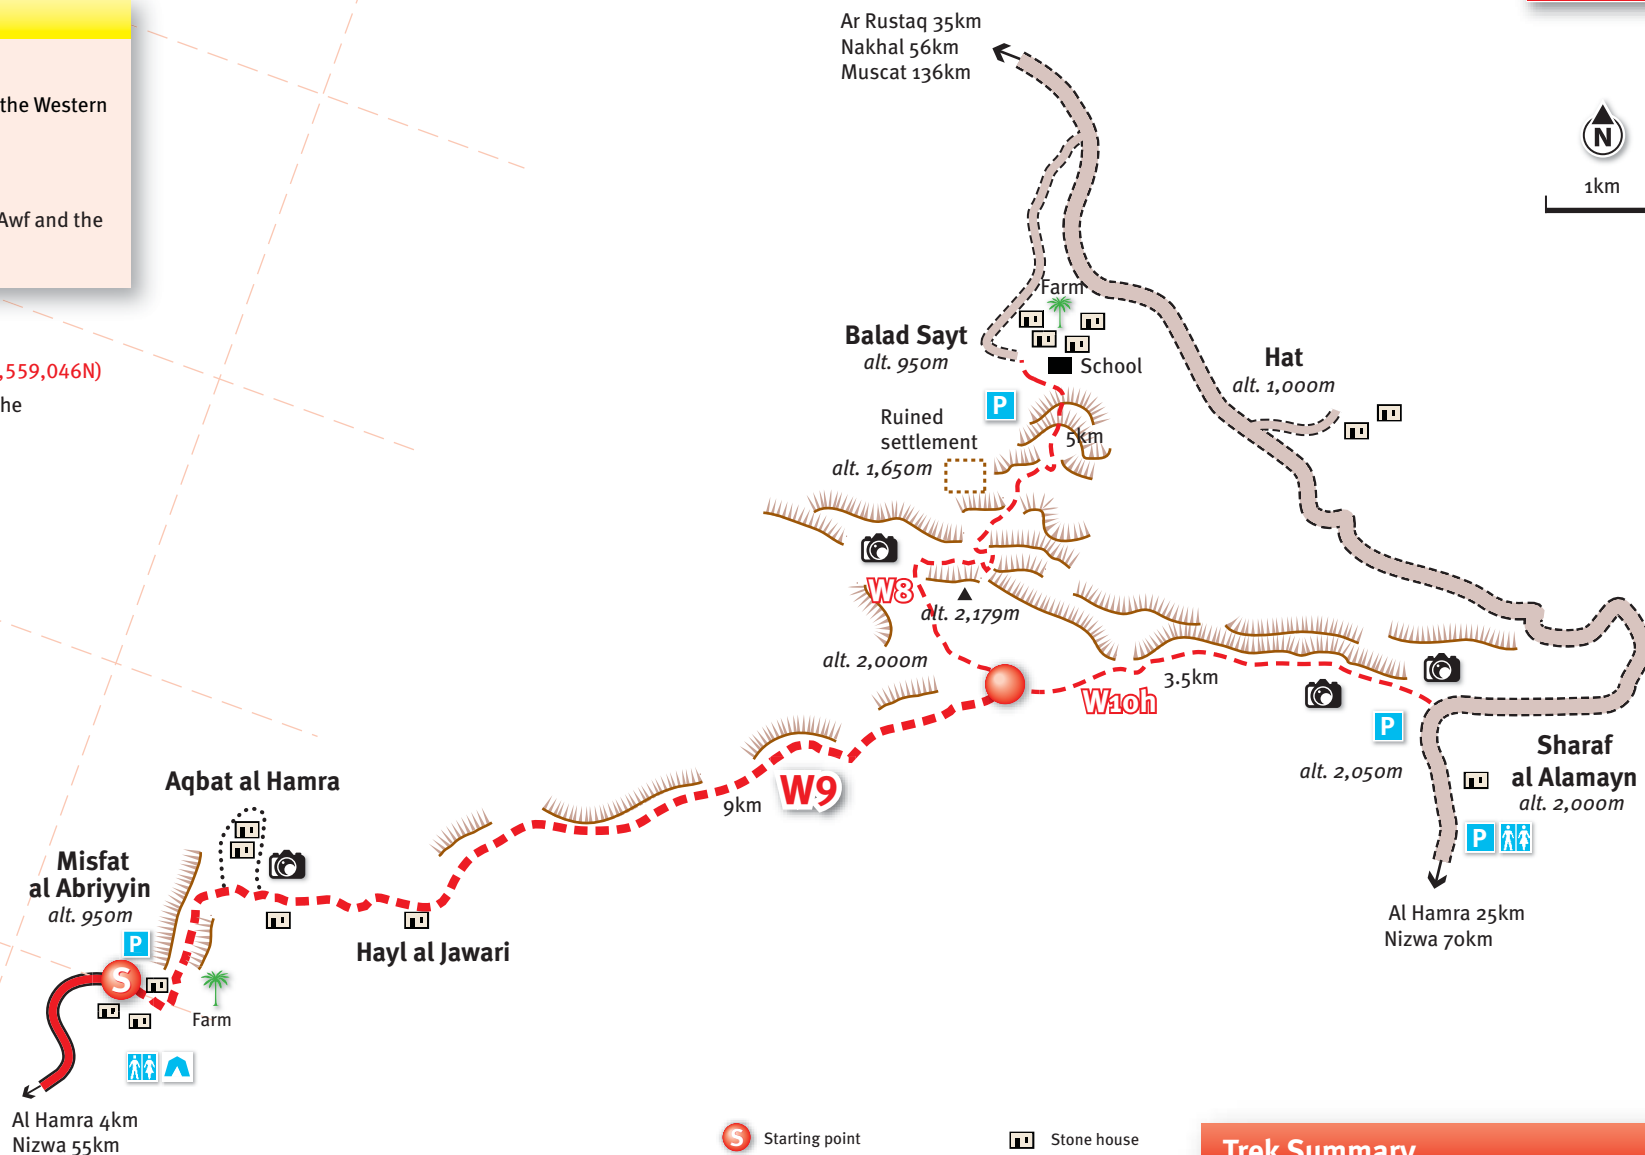 the Western
Awf and the
,559,046N)
he
Ar Rustaq 35km
Nakhal 56km
Muscat 136km
N
1km
Farm
Balad Sayt
alt. 950m
School
P
Hat
alt. 1,000m
Ruined
settlement
alt. 1,650m
5km
W8
alt. 2,179m
alt. 2,000m
W10h
3.5km
P
alt. 2,050m
Sharaf
al Alamayn
alt. 2,000m
P
Al Hamra 25km
Nizwa 70km
W9
9km
Aqbat al Hamra
Misfat
al Abriyyin
alt. 950m
P
S
Hayl al Jawari
Farm
Al Hamra 4km
Nizwa 55km
S Starting point
Stone house
Trek Summary